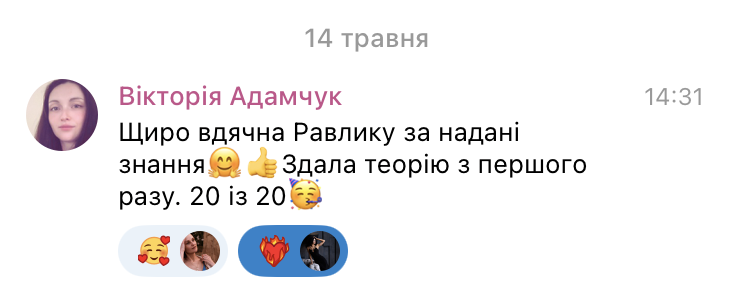 14 травня
Вікторія Адамчук 14:31
Щиро вдячна Равлику за надані
знання🤗👍Здала теорію з першого
разу. 20 із 20🥳